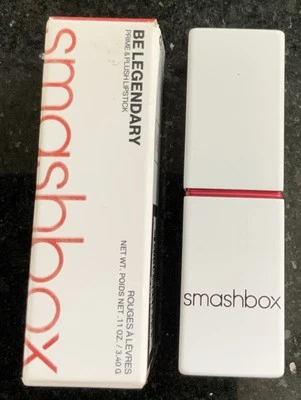 smashbox
BE LEGENDARY
PRIME & PLUSH LIPSTICK
ROUGES À LÈVRES
NET WT. POIDS NET .11 OZ. / 3.40 G
smashbox